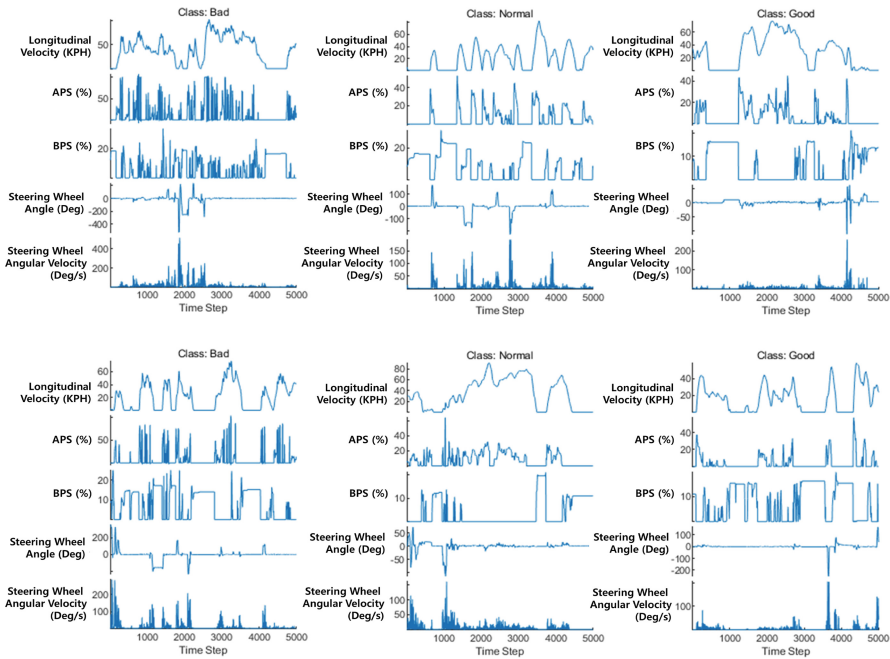 Class: Bad
Longitudinal
Velocity (KPH)
50
APS (%)
50
BPS (%)
20
Steering Wheel
Angle (Deg)
0
-200
-400
Steering Wheel
Angular Velocity
(Deg/s)
400
200
1000 2000 3000 4000 5000
Time Step
Class: Normal
Longitudinal
Velocity (KPH)
60
40
20
APS (%)
40
20
BPS (%)
20
Steering Wheel
Angle (Deg)
100
0
-100
Steering Wheel
Angular Velocity
(Deg/s)
150
100
50
1000 2000 3000 4000 5000
Time Step
Class: Good
Longitudinal
Velocity (KPH)
60
40
20
APS (%)
20
BPS (%)
10
Steering Wheel
Angle (Deg)
0
-50
Steering Wheel
Angular Velocity
(Deg/s)
200
100
1000 2000 3000 4000 5000
Time Step
Class: Bad
Longitudinal
Velocity (KPH)
60
40
20
APS (%)
50
BPS (%)
20
10
Steering Wheel
Angle (Deg)
200
0
Steering Wheel
Angular Velocity
(Deg/s)
200
100
1000 2000 3000 4000 5000
Time Step
Class: Normal
Longitudinal
Velocity (KPH)
80
60
40
20
APS (%)
40
20
BPS (%)
10
Steering Wheel
Angle (Deg)
50
0
-50
Steering Wheel
Angular Velocity
(Deg/s)
150
100
50
1000 2000 3000 4000 5000
Time Step
Class: Good
Longitudinal
Velocity (KPH)
40
20
APS (%)
40
20
BPS (%)
10
Steering Wheel
Angle (Deg)
100
0
-100
-200
Steering Wheel
Angular Velocity
(Deg/s)
100
1000 2000 3000 4000 5000
Time Step